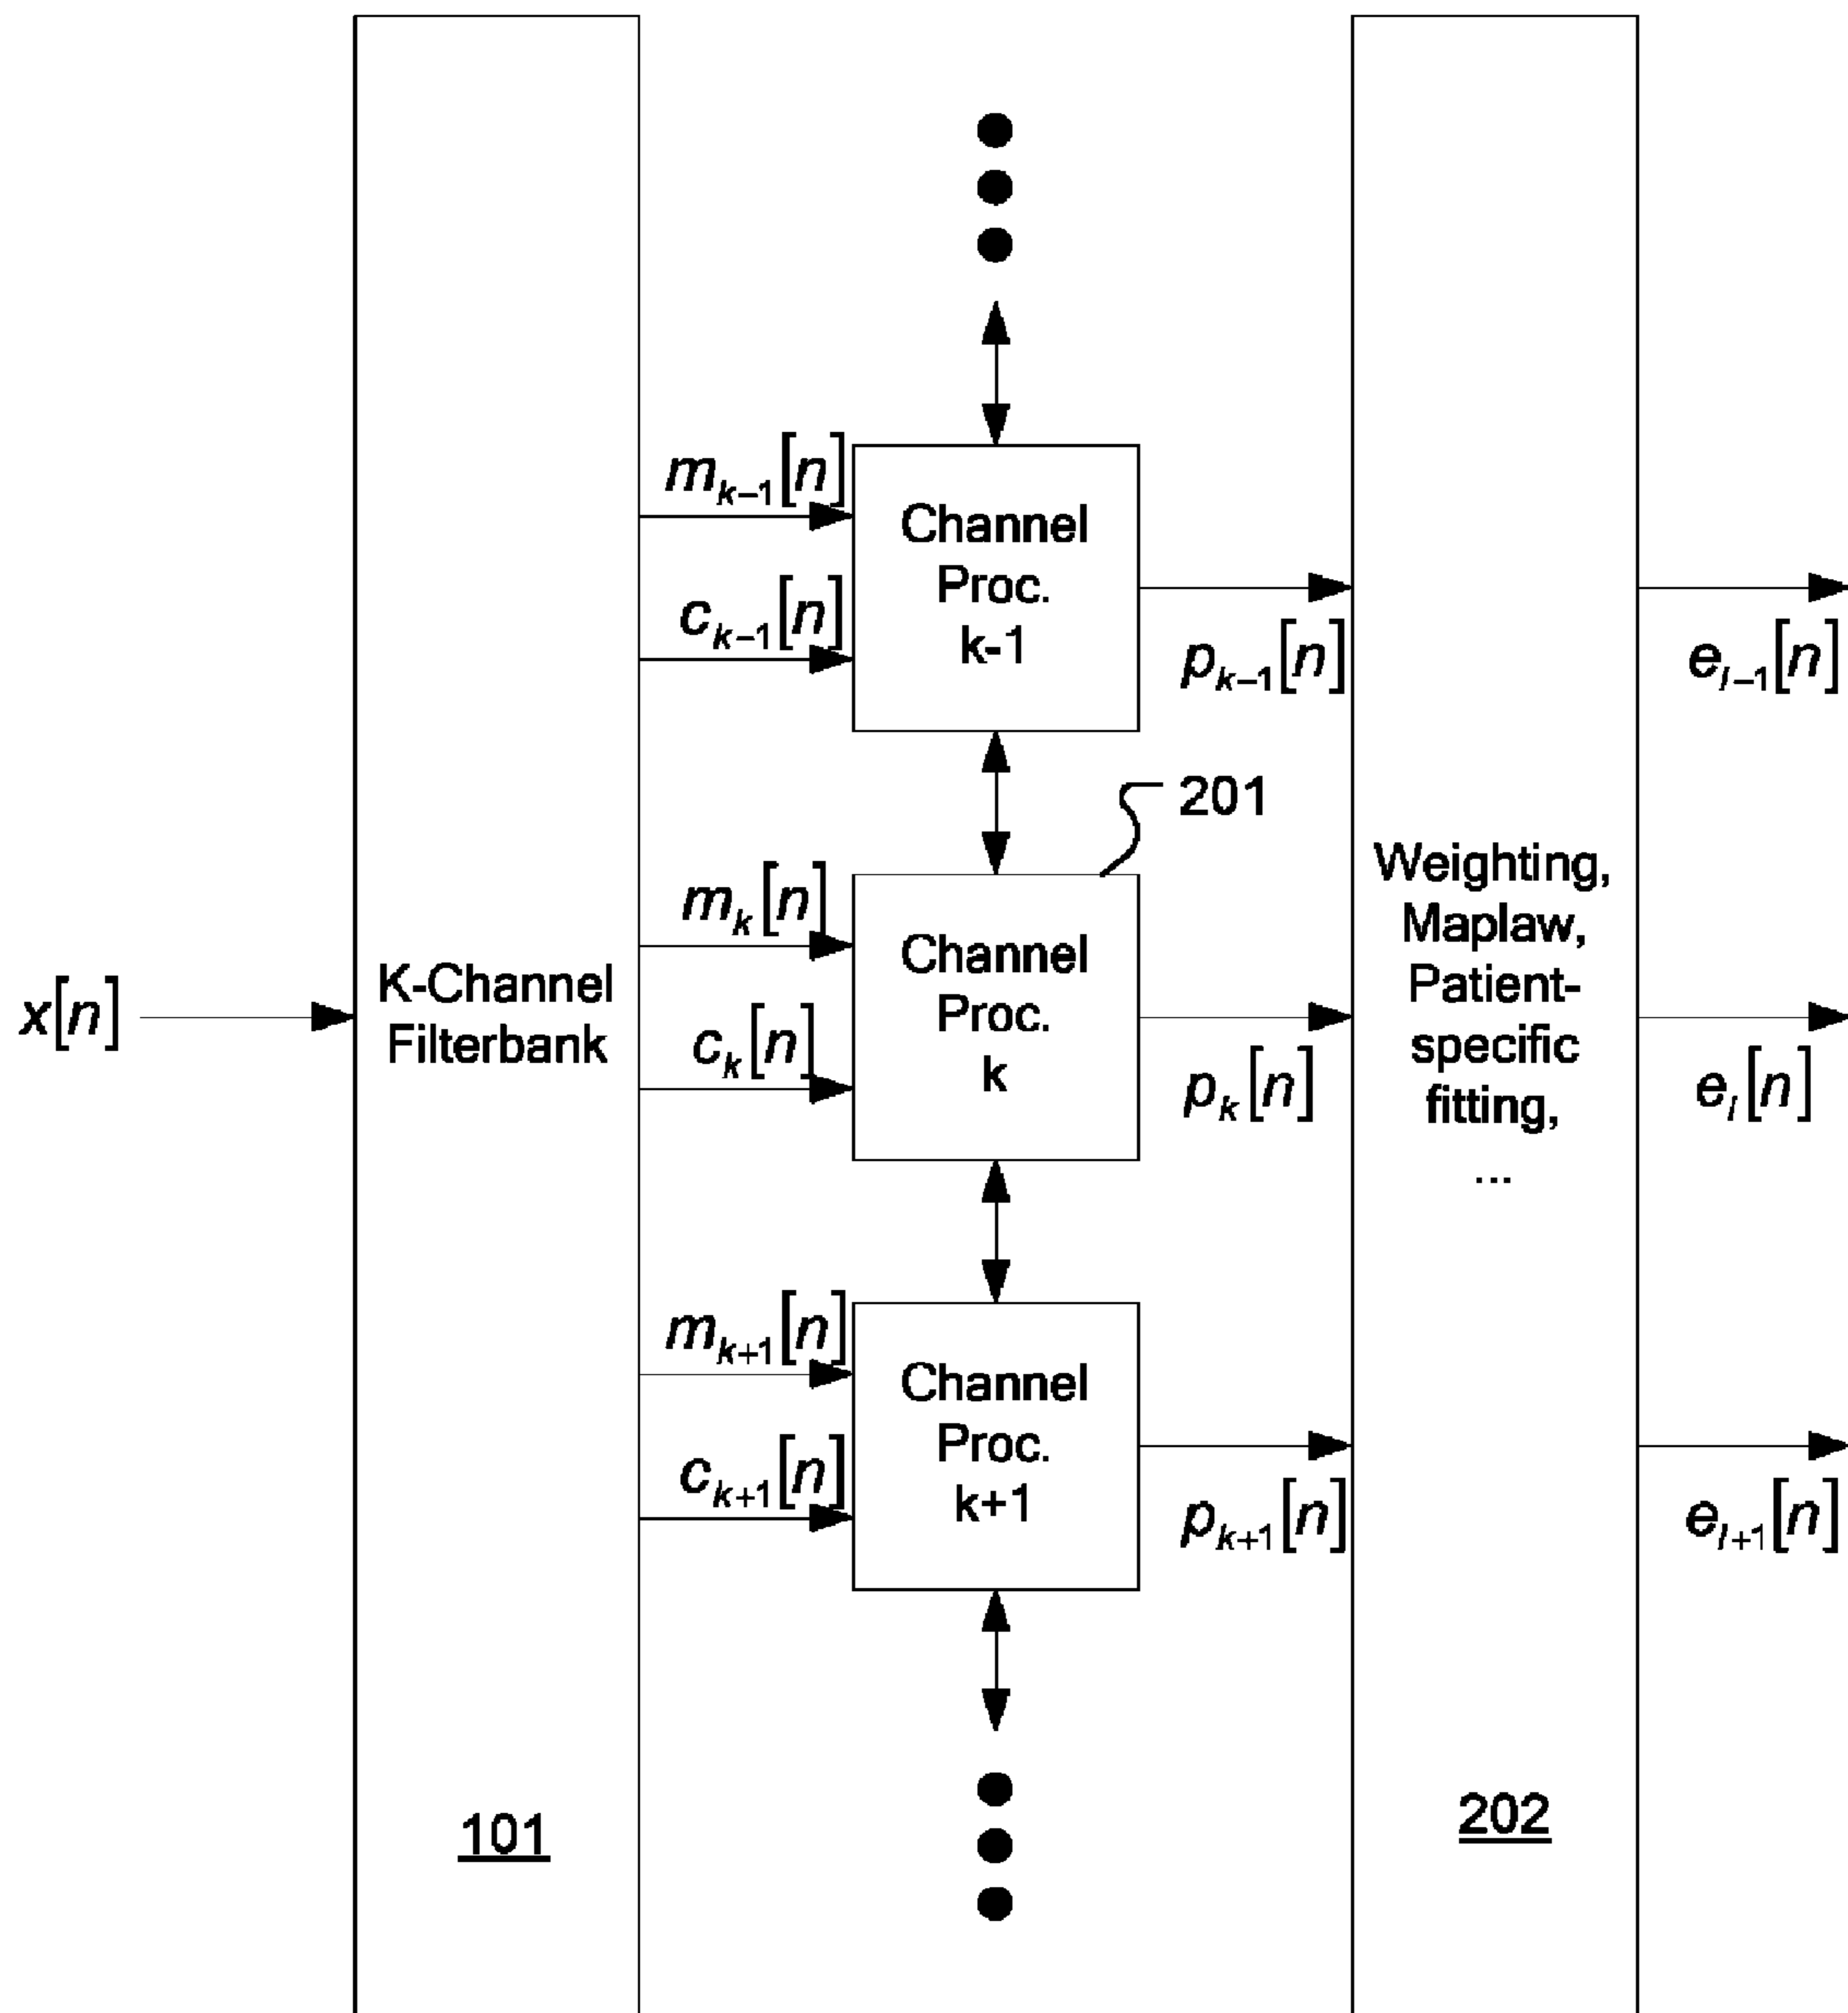 x[n]
K-Channel
Filterbank
101
m_{k-1}[n]
c_{k-1}[n]
Channel
Proc.
k-1
p_{k-1}[n]
201
m_k[n]
c_k[n]
Channel
Proc.
k
p_k[n]
m_{k+1}[n]
c_{k+1}[n]
Channel
Proc.
k+1
p_{k+1}[n]
Weighting,
Maplaw,
Patient-
specific
fitting,
...
202
e_{l-1}[n]
e_l[n]
e_{l+1}[n]